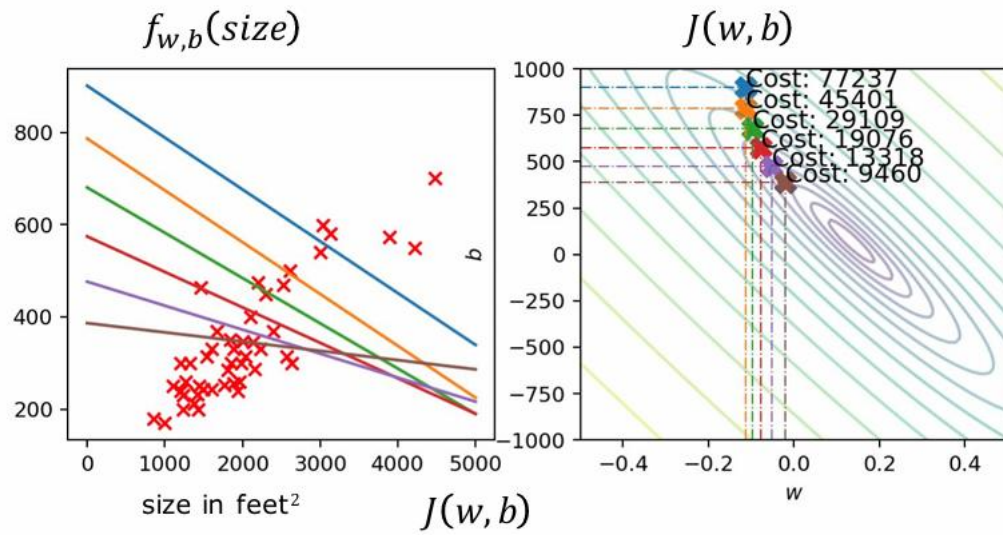 f_{w,b}(size)
J(w, b)
800
600
400
200
0
1000
2000
3000
4000
5000
size in feet²
1000
750
500
250
0
−250
−500
−750
−1000
b
Cost: 77237
Cost: 45401
Cost: 29109
Cost: 19076
Cost: 13318
Cost: 9460
−0.4
−0.2
0.0
0.2
0.4
w
J(w, b)